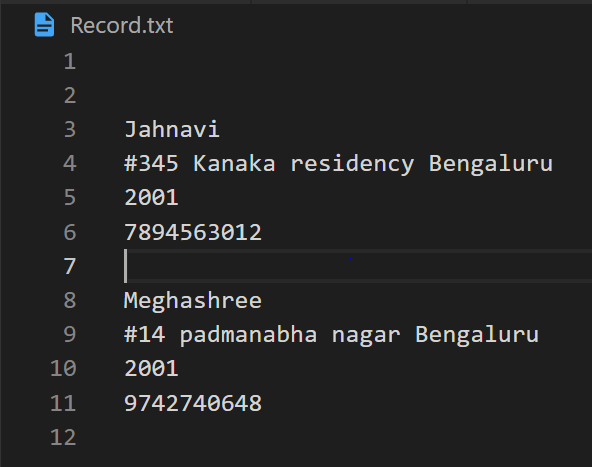 Record.txt
1
2
3 Jahnavi
4 #345 Kanaka residency Bengaluru
5 2001
6 7894563012
7
8 Meghashree
9 #14 padmanabha nagar Bengaluru
10 2001
11 9742740648
12